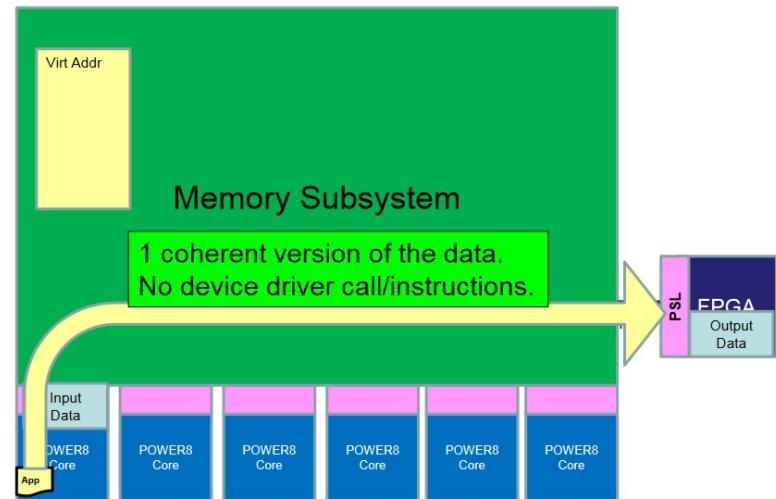 Virt Addr
Memory Subsystem
1 coherent version of the data.
No device driver call/instructions.
PSL
FPGA
Output
Data
Input
Data
POWER8
Core
POWER8
Core
POWER8
Core
POWER8
Core
POWER8
Core
POWER8
Core
App